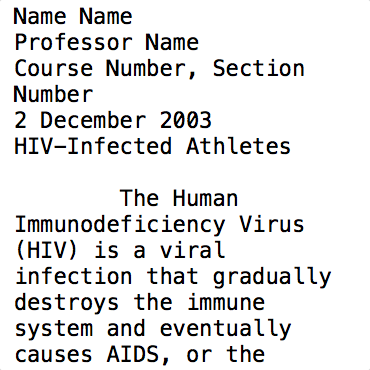 Name Name
Professor Name
Course Number, Section
Number
2 December 2003
HIV-Infected Athletes
The Human
Immunodeficiency Virus
(HIV) is a viral
infection that gradually
destroys the immune
system and eventually
causes AIDS, or the